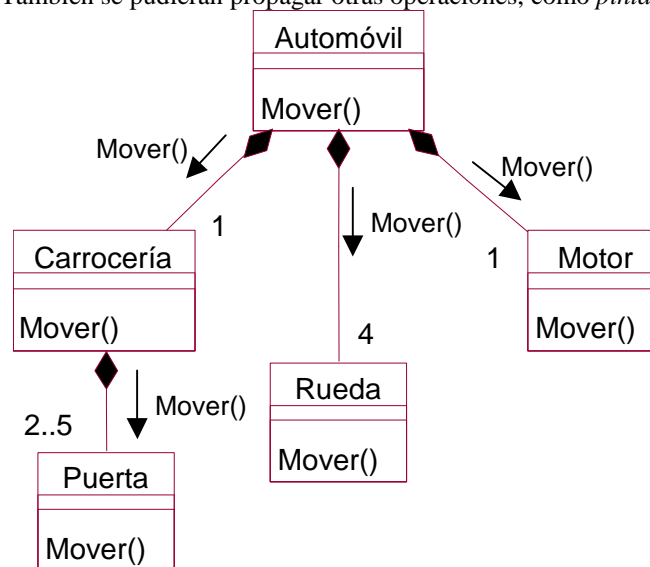 También se pudieran propagar otras operaciones, como
Automóvil
Mover()
Mover()
Mover()
Mover()
1
1
Carrocería
Mover()
Motor
Mover()
4
Rueda
Mover()
Mover()
2..5
Puerta
Mover()